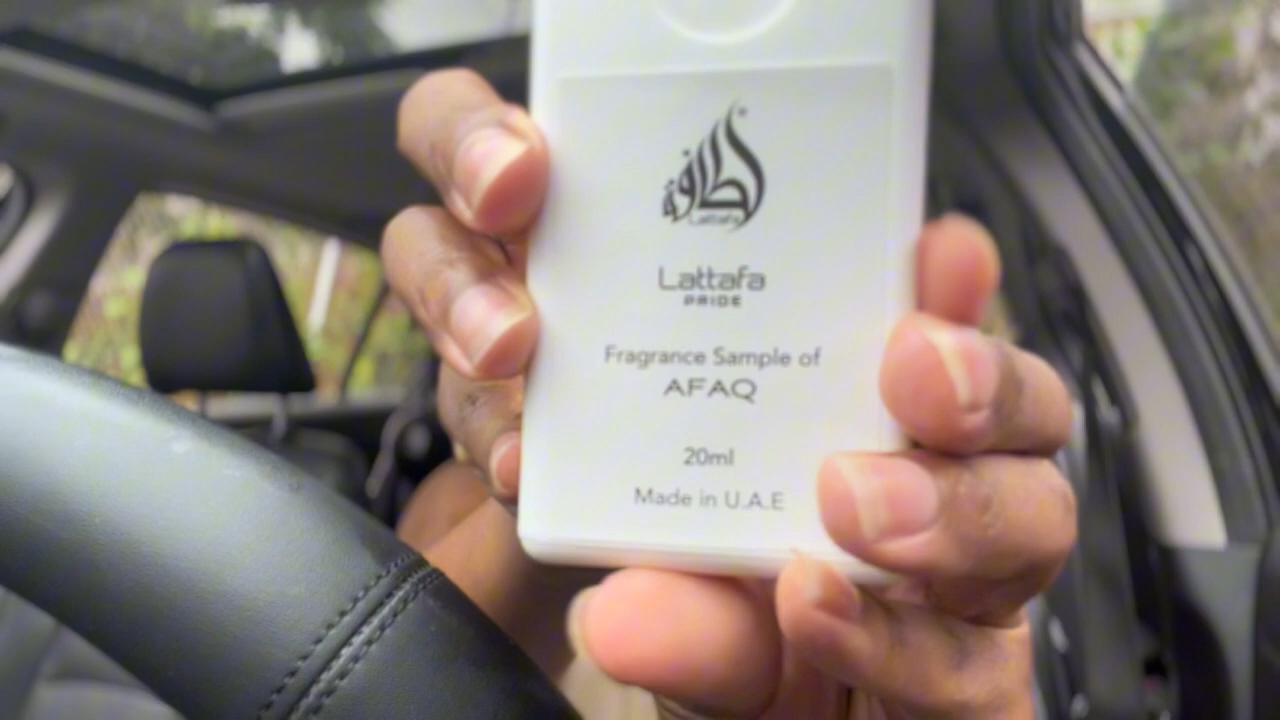 لطافة
Lattafa
Lattafa
PRIDE
Fragrance Sample of
AFAQ
20ml
Made in U.A.E